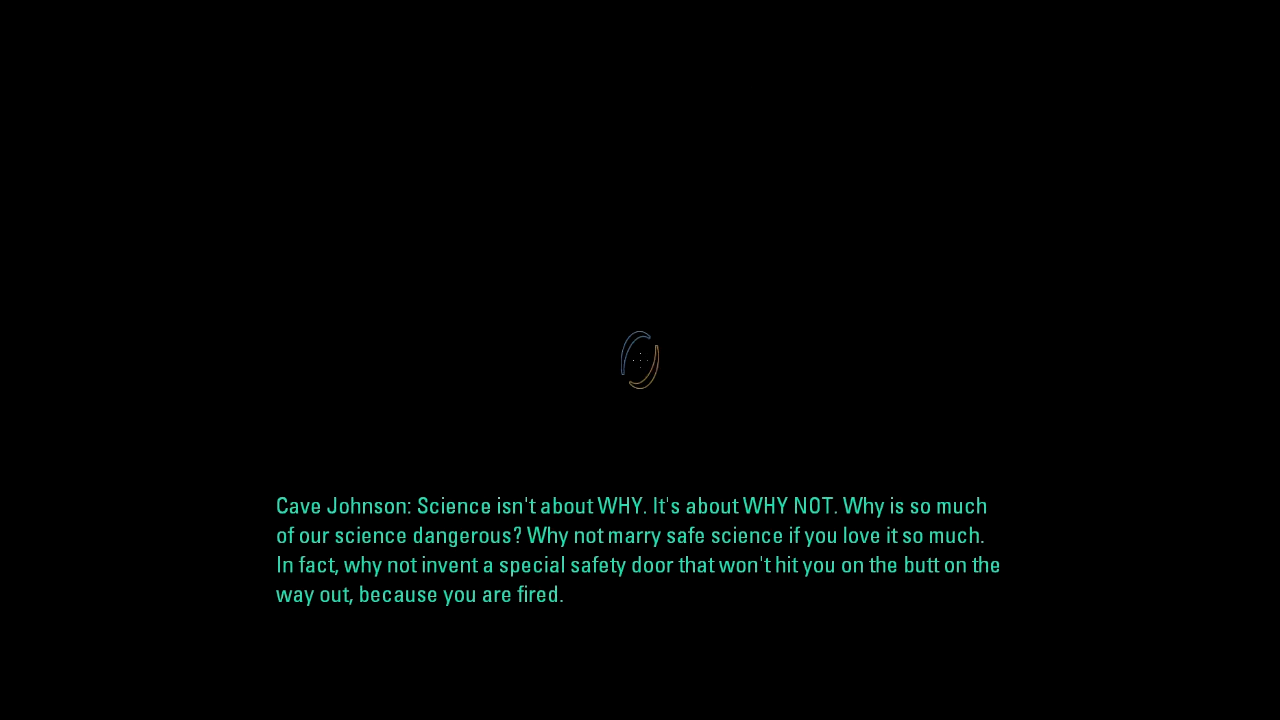 Cave Johnson: Science isn't about WHY. It's about WHY NOT. Why is so much
of our science dangerous? Why not marry safe science if you love it so much.
In fact, why not invent a special safety door that won't hit you on the butt on the
way out, because you are fired.